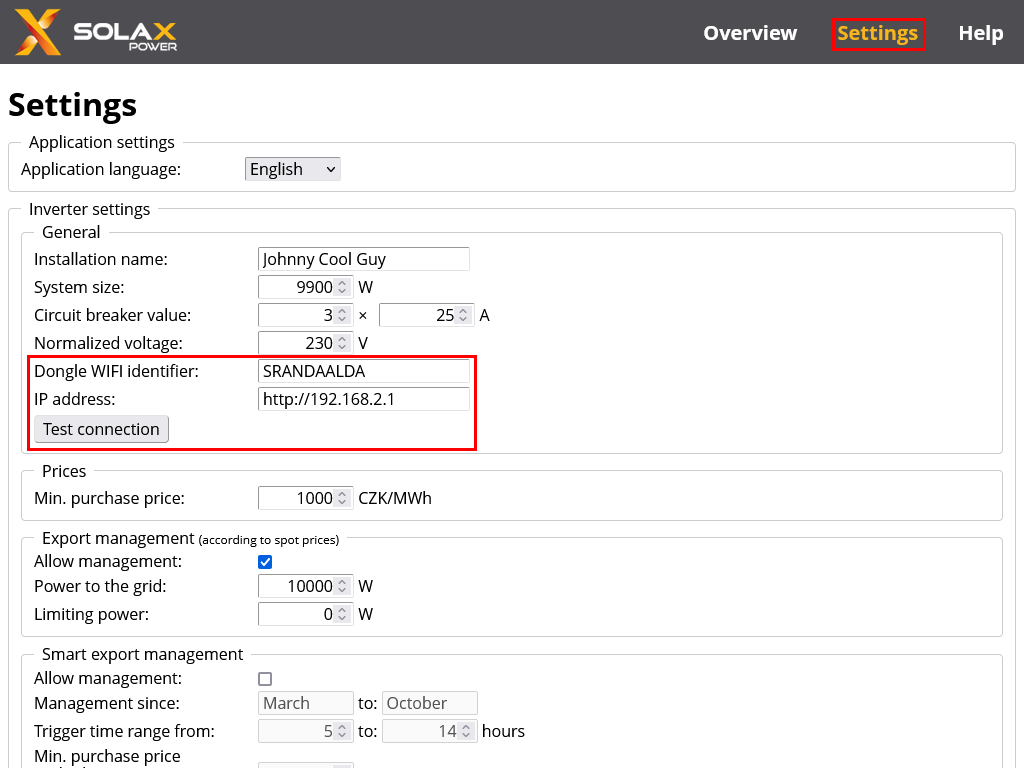 SOLAX
POWER
Overview Settings Help
Settings
Application settings
Application language: English
Inverter settings
General
Installation name: Johnny Cool Guy
System size: 9900 W
Circuit breaker value: 3 × 25 A
Normalized voltage: 230 V
Dongle WIFI identifier: SRANDAALDA
IP address: http://192.168.2.1
Test connection
Prices
Min. purchase price: 1000 CZK/MWh
Export management (according to spot prices)
Allow management:
Power to the grid: 10000 W
Limiting power: 0 W
Smart export management
Allow management:
Management since: March to: October
Trigger time range from: 5 to: 14 hours
Min. purchase price